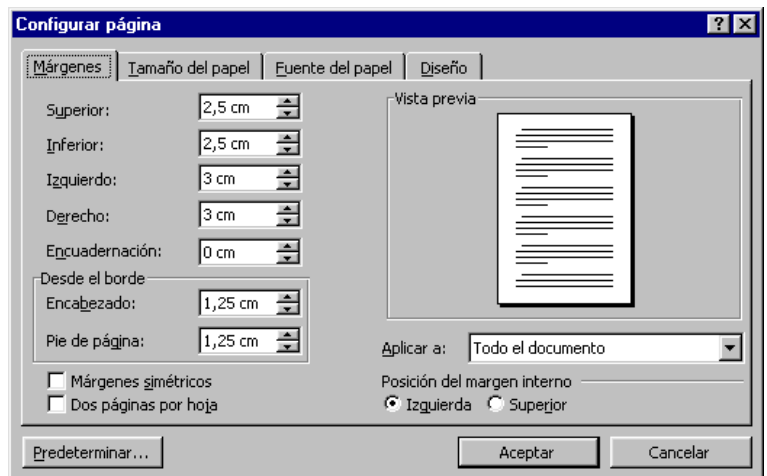 Configurar página
Márgenes Tamaño del papel Fuente del papel Diseño
Superior: 2,5 cm
Inferior: 2,5 cm
Izquierdo: 3 cm
Derecho: 3 cm
Encuadernación: 0 cm
Desde el borde
Encabezado: 1,25 cm
Pie de página: 1,25 cm
Márgenes simétricos
Dos páginas por hoja
Vista previa
Aplicar a: Todo el documento
Posición del margen interno
Izquierda Superior
Predeterminar... Aceptar Cancelar